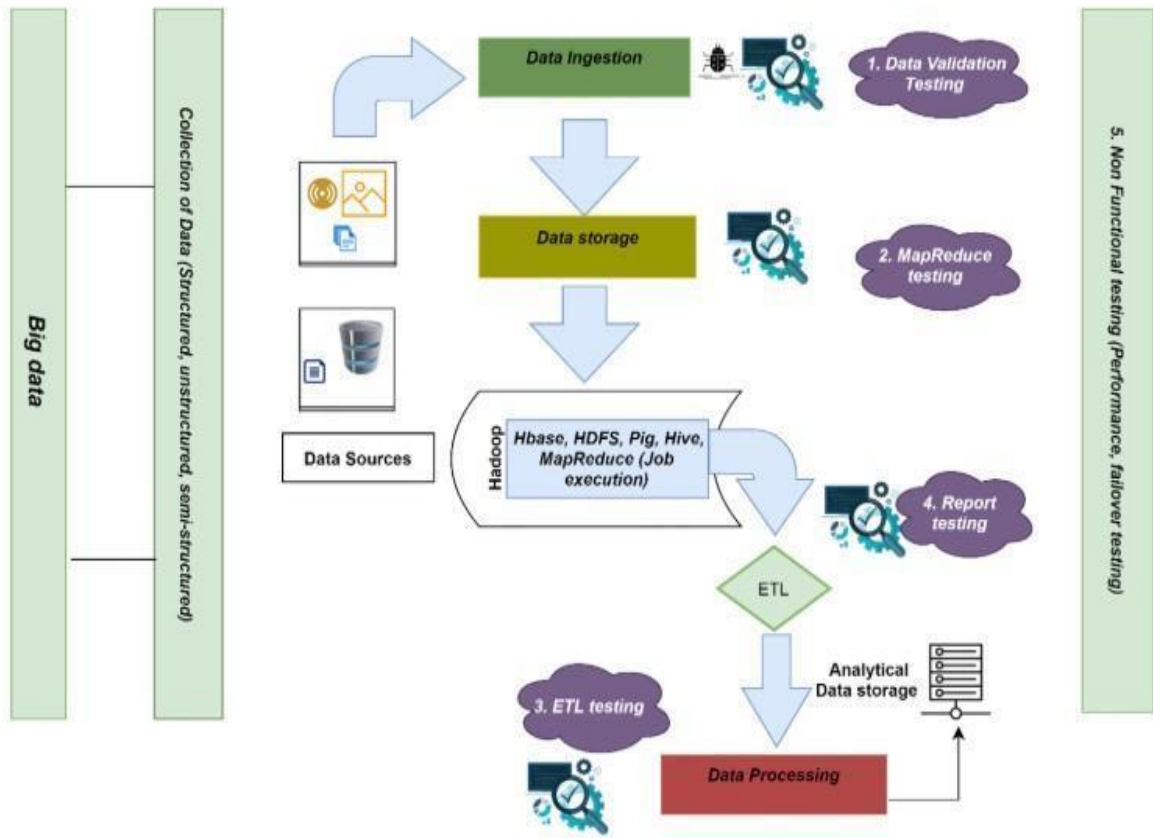 Big data
Collection of Data (Structured, unstructured, semi-structured)
Data Ingestion
1. Data Validation
Testing
Data storage
2. MapReduce
testing
Data Sources
Hadoop
Hbase, HDFS, Pig, Hive,
MapReduce (Job
execution)
4. Report
testing
ETL
Analytical
Data storage
3. ETL testing
Data Processing
5. Non Functional testing (Performance, failover testing)